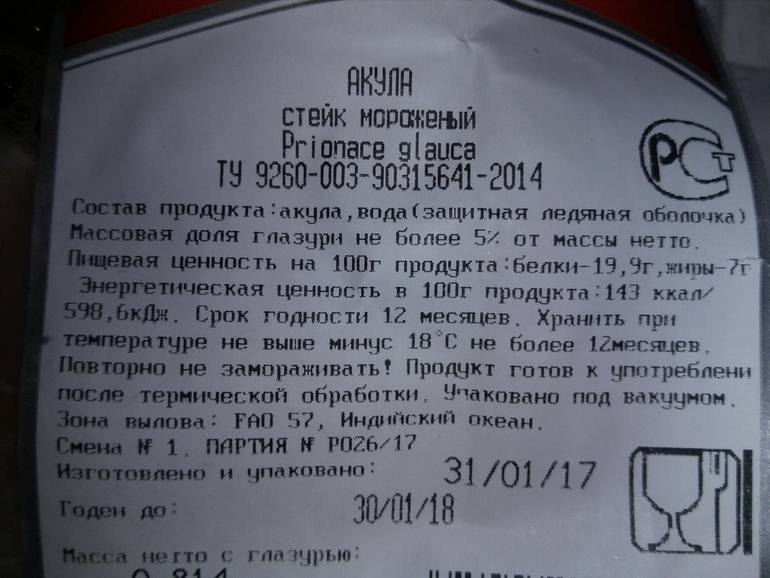 АКУЛА
стейк мороженый
Prionace glauca
ТУ 9260-003-90315641-2014
РСТ
Состав продукта:акула,вода(защитная ледяная оболочка)
Массовая доля глазури не более 5% от массы нетто.
Пищевая ценность на 100г продукта:белки-19,9г,жиры-7г
Энергетическая ценность в 100г продукта:143 ккал/
598,6кДж. Срок годности 12 месяцев. Хранить при
температуре не выше минус 18°С не более 12месяцев.
Повторно не замораживать! Продукт готов к употреблени
после термической обработки. Упаковано под вакуумом.
Зона вылова: FAO 57, Индийский океан.
Смена № 1. ПАРТИЯ № Р026/17
Изготовлено и упаковано: 31/01/17
Годен до: 30/01/18
Масса нетто с глазурью: